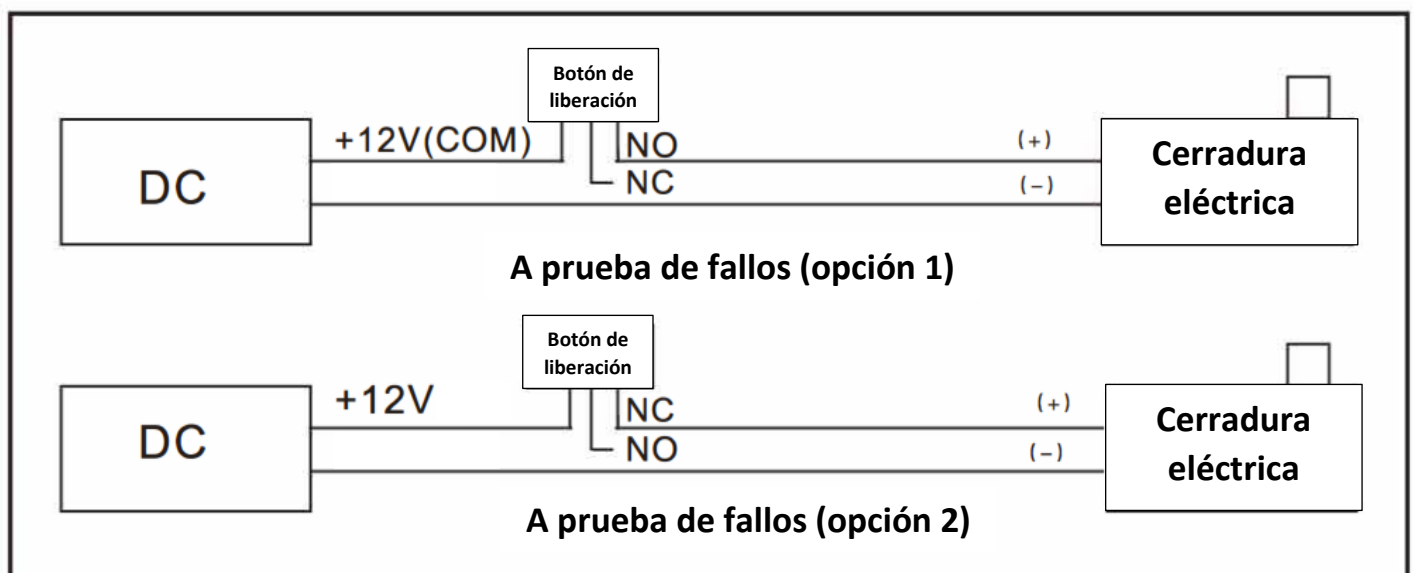 Botón de
liberación
+12V(COM)
NO
(+)
DC
NC
(-)
Cerradura
eléctrica
A prueba de fallos (opción 1)
Botón de
liberación
+12V
NC
(+)
DC
NO
(-)
Cerradura
eléctrica
A prueba de fallos (opción 2)